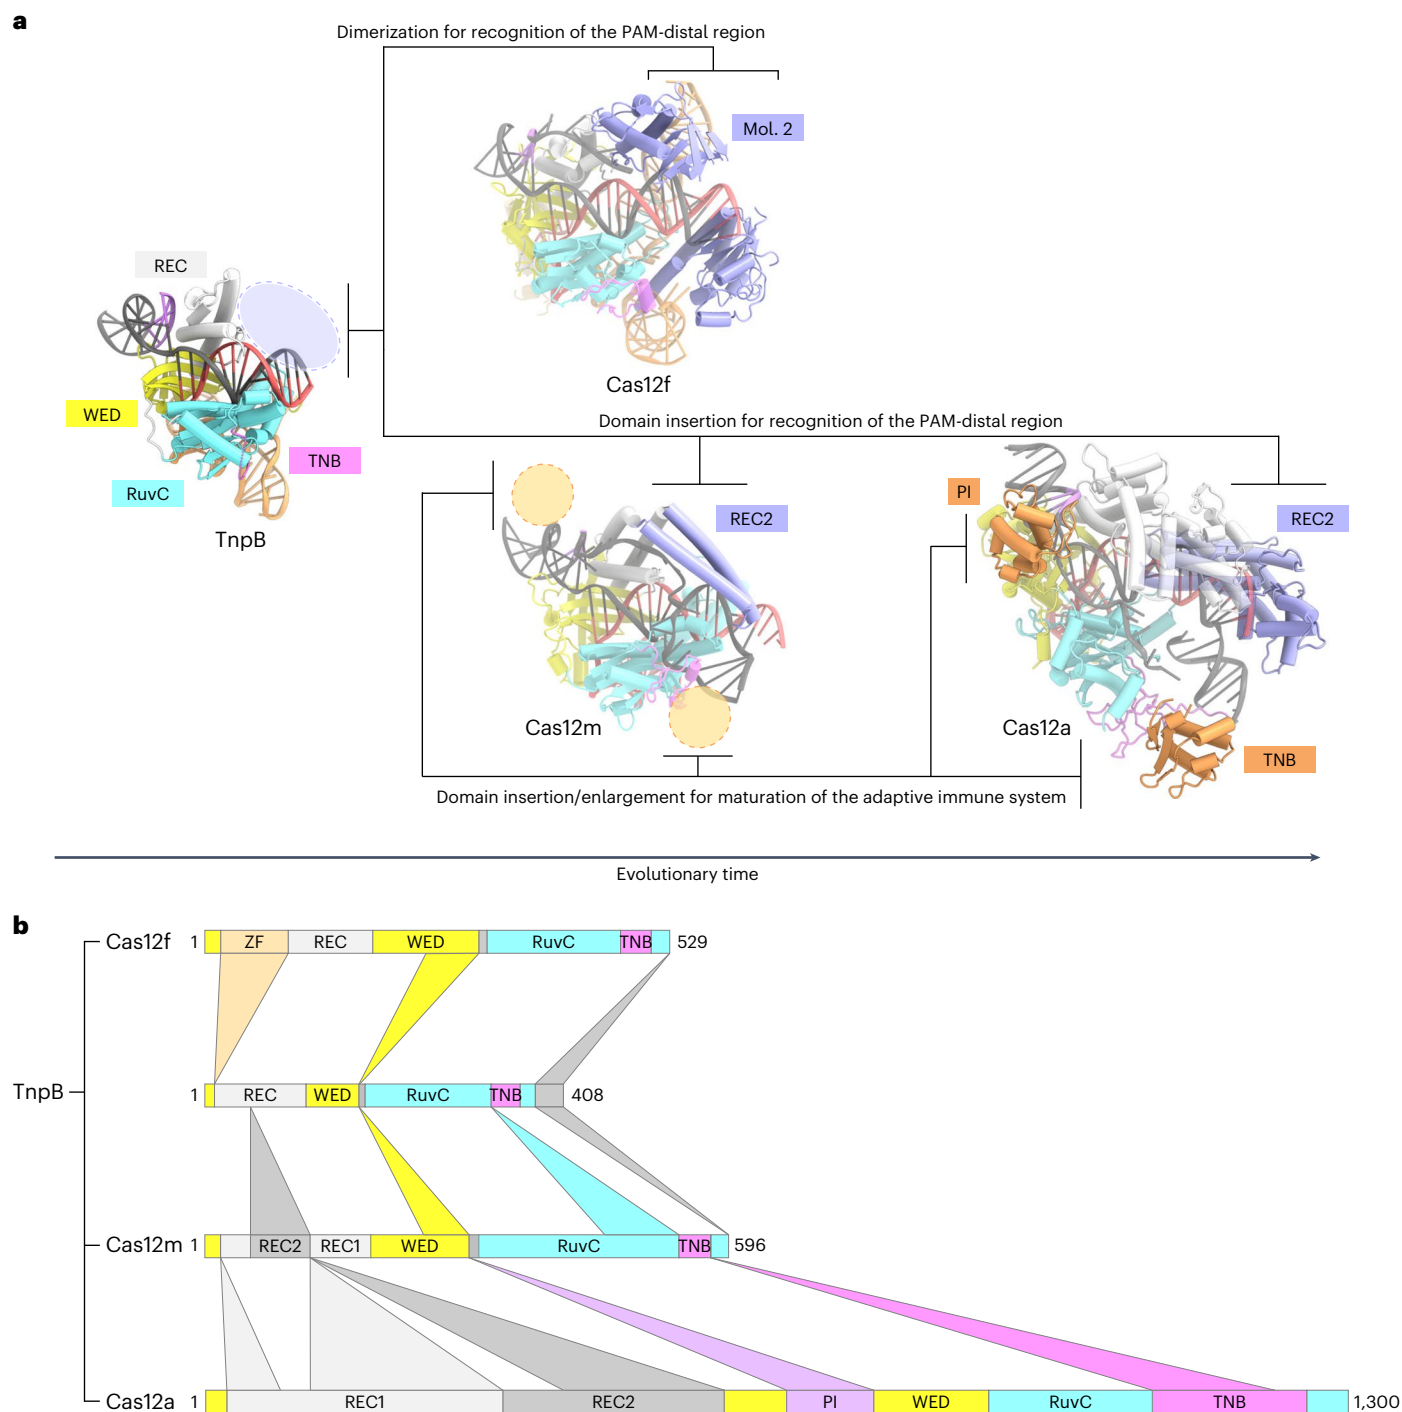 a
Dimerization for recognition of the PAM-distal region
Mol. 2
REC
WED
TNB
RuvC
TnpB
Cas12f
Domain insertion for recognition of the PAM-distal region
PI
REC2
REC2
Cas12m
Cas12a
TNB
Domain insertion/enlargement for maturation of the adaptive immune system
Evolutionary time
b
Cas12f 1 ZF REC WED RuvC TNB 529
TnpB 1 REC WED RuvC TNB 408
Cas12m 1 REC2 REC1 WED RuvC TNB 596
Cas12a 1 REC1 REC2 PI WED RuvC TNB 1,300